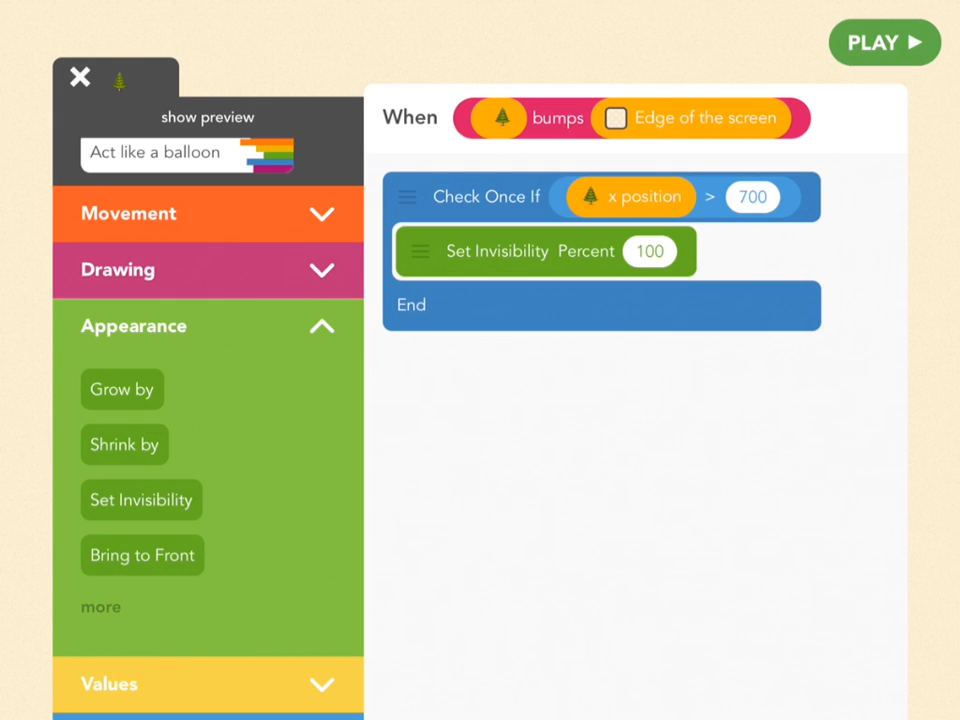 PLAY
show preview
Act like a balloon
Movement
Drawing
Appearance
Grow by
Shrink by
Set Invisibility
Bring to Front
more
Values
When bumps Edge of the screen
Check Once If x position > 700
Set Invisibility Percent 100
End